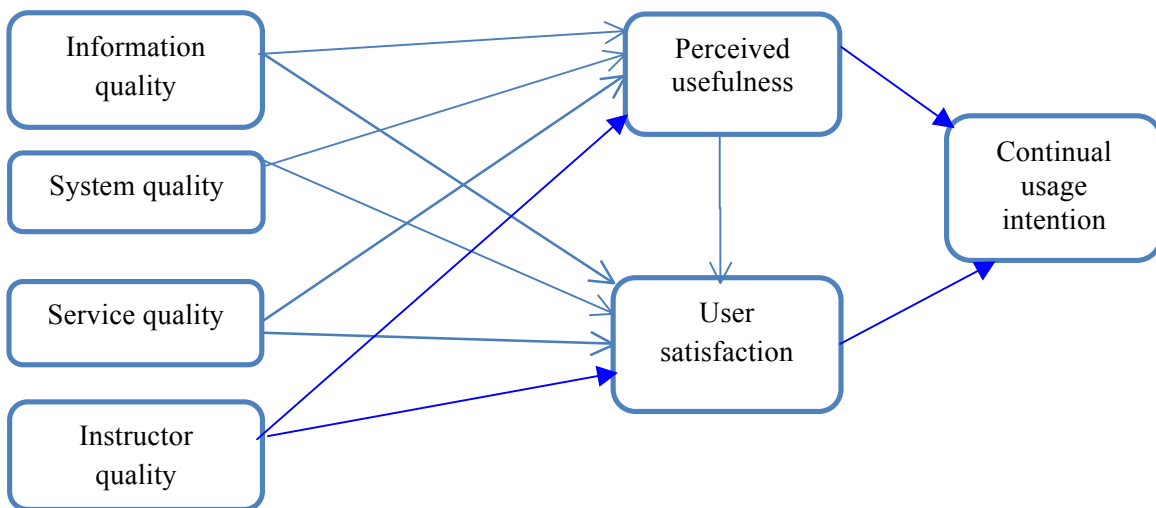 Information
quality
System quality
Service quality
Instructor
quality
Perceived
usefulness
User
satisfaction
Continual
usage
intention